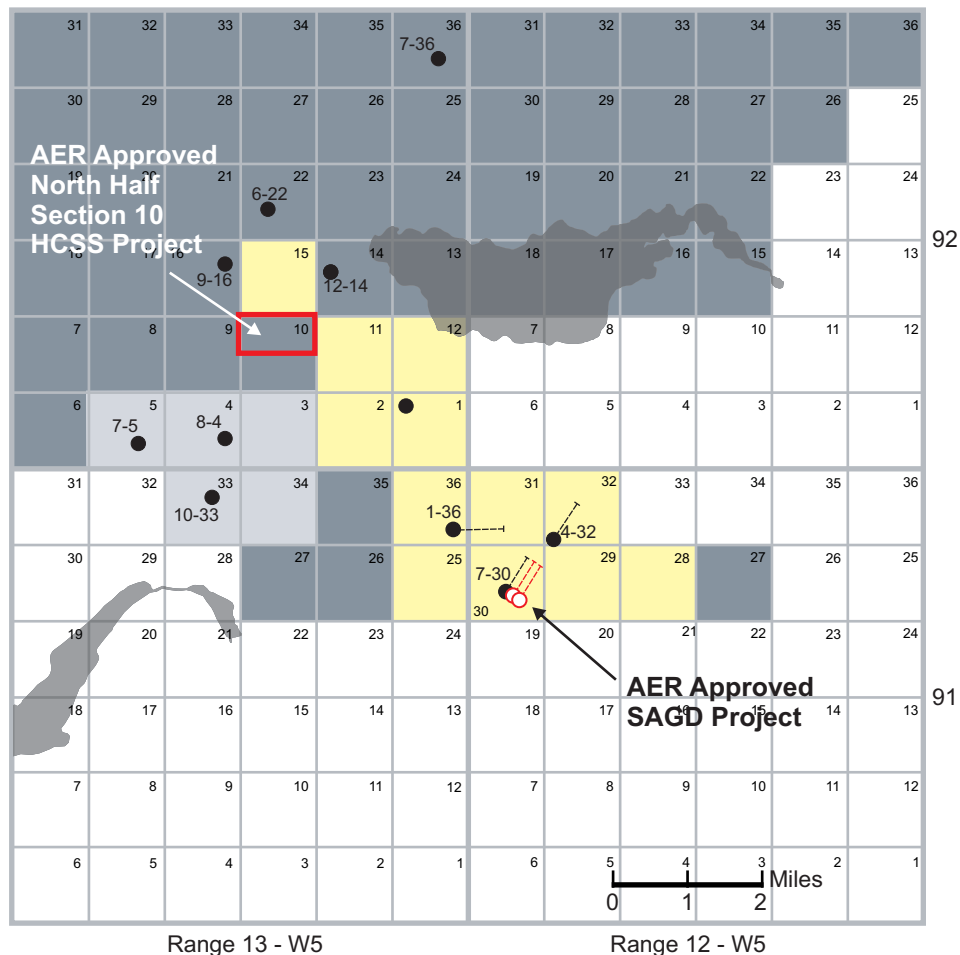 31 32 33 34 35 36 31 32 33 34 35 36
7-36
30 29 28 27 26 25 30 29 28 27 26 25
AER Approved
North Half
Section 10
HCSS Project
19 20 21 22 23 24 19 20 21 22 23 24
6-22
92
18 17 16 15 14 13 18 17 16 15 14 13
9-16 12-14
7 8 9 10 11 12 7 8 9 10 11 12
6 5 4 3 2 1 6 5 4 3 2 1
7-5 8-4
31 32 33 34 35 36 31 32 33 34 35 36
10-33 1-36 4-32
30 29 28 27 26 25 30 29 28 27 26 25
7-30
19 20 21 22 23 24 19 20 21 22 23 24
AER Approved
SAGD Project
91
18 17 16 15 14 13 18 17 16 15 14 13
7 8 9 10 11 12 7 8 9 10 11 12
6 5 4 3 2 1 6 5 4 3 2 1
Miles
0 1 2
Range 13 - W5 Range 12 - W5